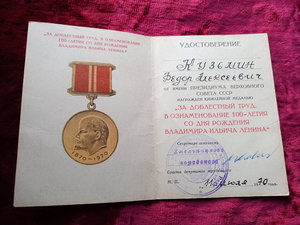 „ЗА ДОБЛЕСТНЫЙ ТРУД.
В ОЗНАМЕНОВАНИЕ
100-ЛЕТИЯ СО ДНЯ РОЖДЕНИЯ
ВЛАДИМИРА ИЛЬИЧА ЛЕНИНА“
1870-1970
УДОСТОВЕРЕНИЕ
Кузьмин
Федор Алексеевич
от имени ПРЕЗИДИУМА ВЕРХОВНОГО
СОВЕТА СССР
НАГРАЖДЕН ЮБИЛЕЙНОЙ МЕДАЛЬЮ
„ЗА ДОБЛЕСТНЫЙ ТРУД.
В ОЗНАМЕНОВАНИЕ 100-ЛЕТИЯ
СО ДНЯ РОЖДЕНИЯ
ВЛАДИМИРА ИЛЬИЧА ЛЕНИНА“
Секретарь исполкома
Совета депутатов трудящихся
М. П.
1970 года